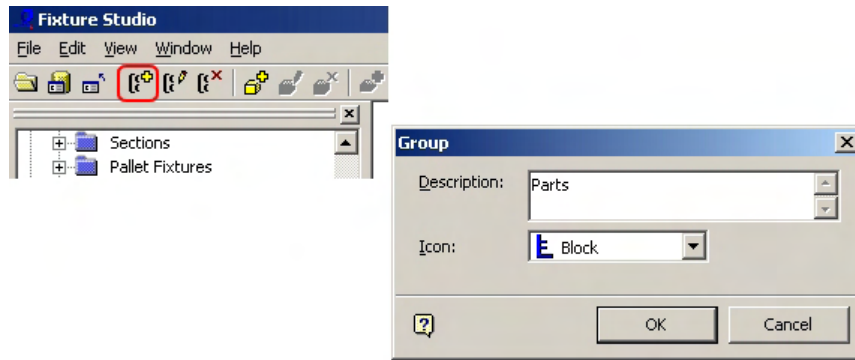 Fixture Studio
File Edit View Window Help
Sections
Pallet Fixtures
Group
Description: Parts
Icon: Block
OK Cancel